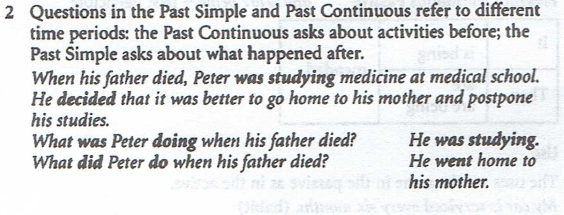 2 Questions in the Past Simple and Past Continuous refer to different
time periods: the Past Continuous asks about activities before; the
Past Simple asks about what happened after.
When his father died, Peter was studying medicine at medical school.
He decided that it was better to go home to his mother and postpone
his studies.
What was Peter doing when his father died? He was studying.
What did Peter do when his father died? He went home to
his mother.